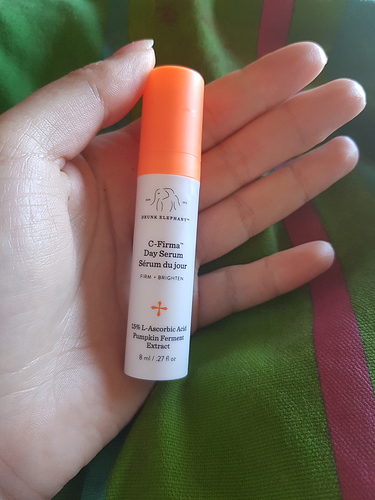 DRUNK ELEPHANT™
C-Firma™
Day Serum
Sérum du jour
FIRM • BRIGHTEN
15% L-Ascorbic Acid
Pumpkin Ferment
Extract
8 ml / .27 fl oz